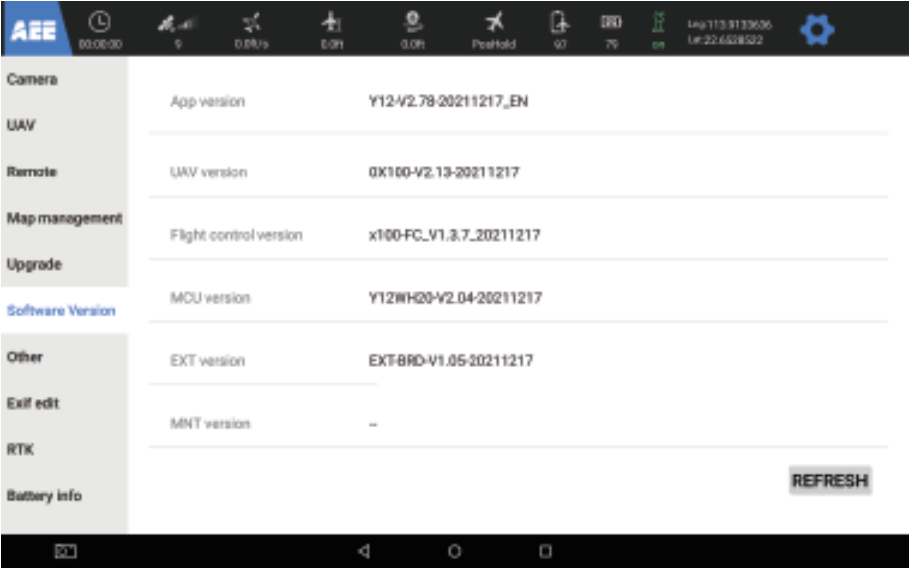 AEE
00:00:00
9
0.0ft/s
0.0ft
0.0ft
PosHold
97
79
on
Lng:113.9133636
Lat:22.6528522
Camera
UAV
Remote
Map management
Upgrade
Software Version
Other
Exif edit
RTK
Battery info
App version
Y12-V2.78-20211217_EN
UAV version
0X100-V2.13-20211217
Flight control version
x100-FC_V1.3.7_20211217
MCU version
Y12WH20-V2.04-20211217
EXT version
EXT-BRD-V1.05-20211217
MNT version
--
REFRESH